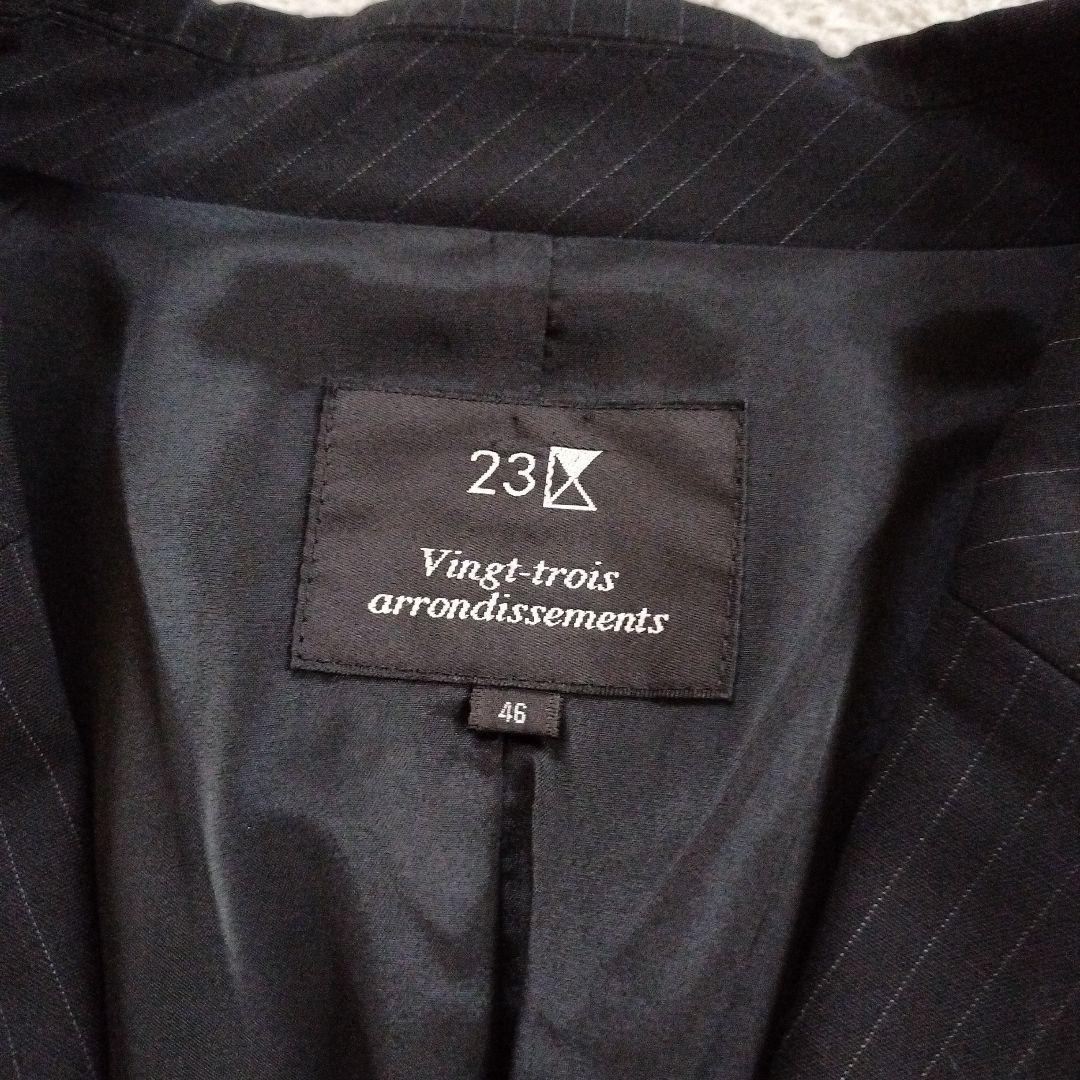 23区
Vingt-trois
arrondissements
46